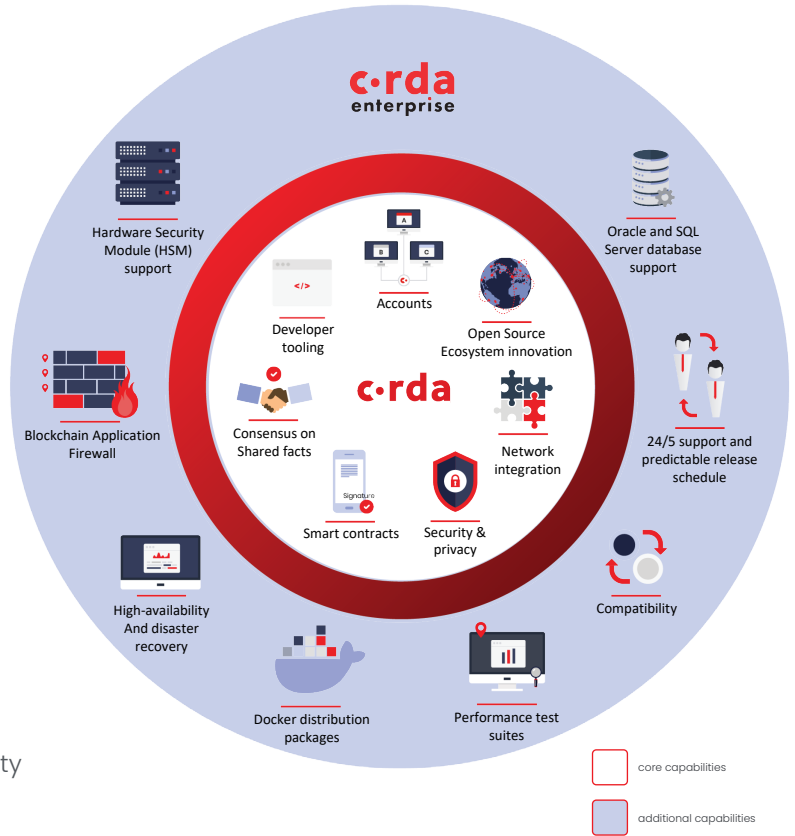 c·rda
enterprise
Hardware Security
Module (HSM)
support
Oracle and SQL
Server database
support
A
B
C
c·
Accounts
</>
Developer
tooling
Open Source
Ecosystem innovation
c·rda
Consensus on
Shared facts
Network
integration
Blockchain Application
Firewall
24/5 support and
predictable release
schedule
Signature
Smart contracts
Security &
privacy
High-availability
And disaster
recovery
Compatibility
Docker distribution
packages
Performance test
suites
ty
core capabilities
additional capabilities